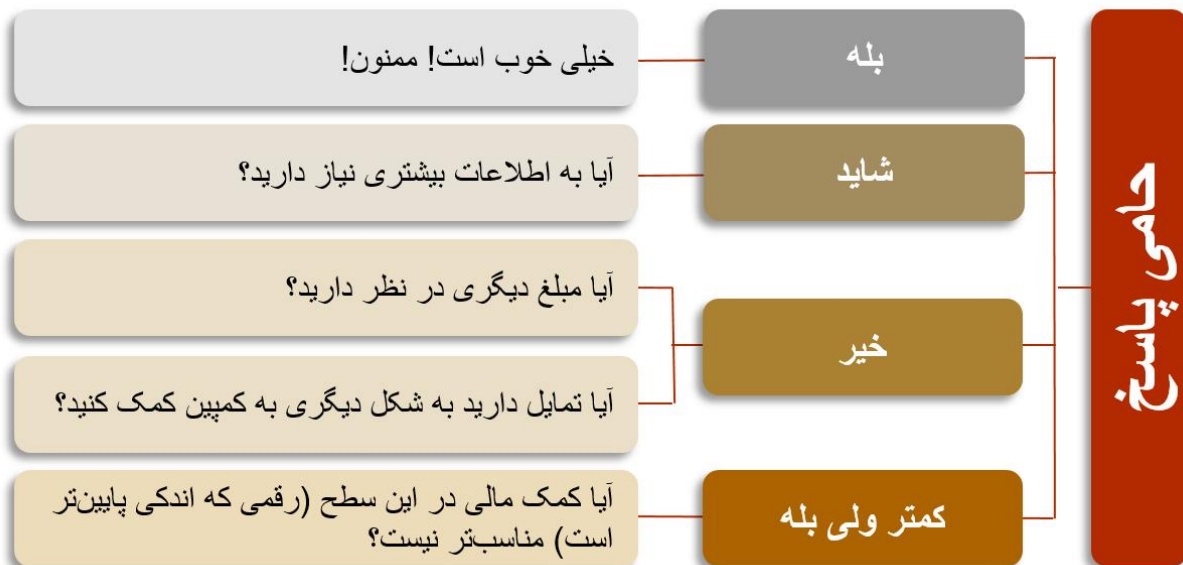 حامی پاسخ
بله
خیلی خوب است! ممنون!
شاید
آیا به اطلاعات بیشتری نیاز دارید؟
خیر
آیا مبلغ دیگری در نظر دارید؟
آیا تمایل دارید به شکل دیگری به کمپین کمک کنید؟
کمتر ولی بله
آیا کمک مالی در این سطح (رقمی که اندکی پایین‌تر
است) مناسب‌تر نیست؟